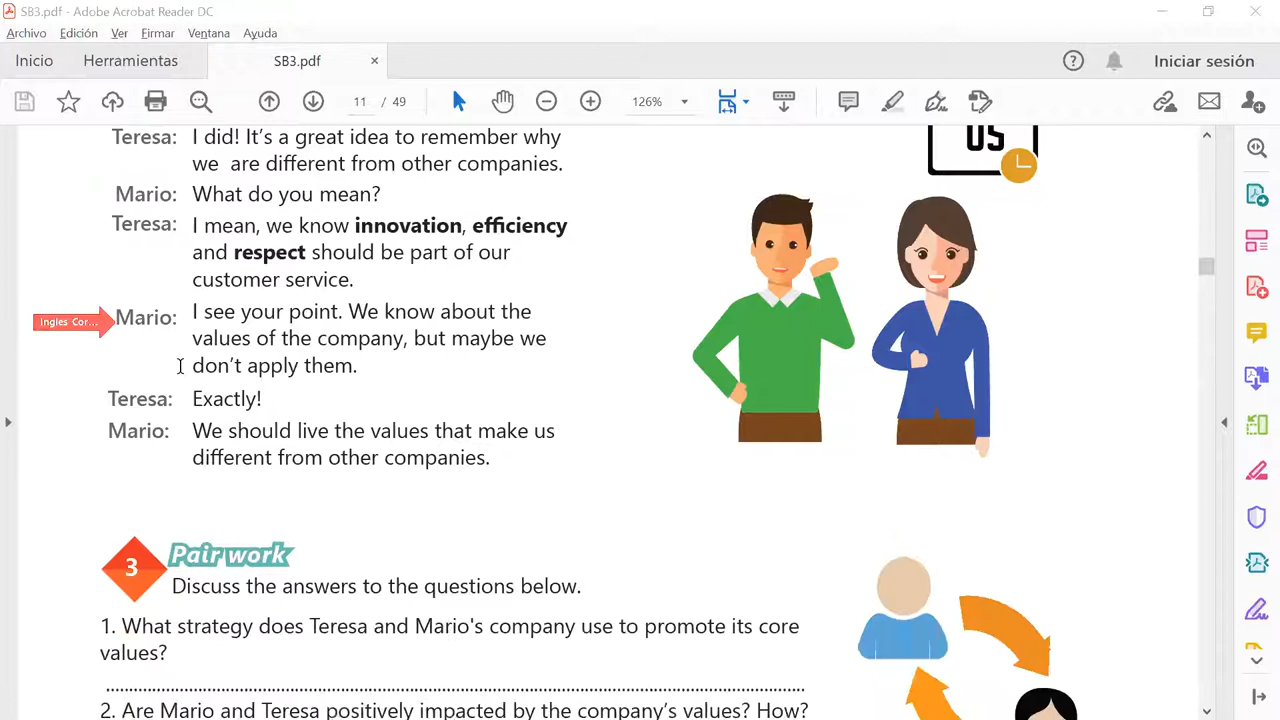 SB3.pdf - Adobe Acrobat Reader DC
Archivo Edición Ver Firmar Ventana Ayuda
Inicio Herramientas SB3.pdf × Iniciar sesión
11 / 49 126%
Teresa: I did! It's a great idea to remember why
we are different from other companies.
US
Mario: What do you mean?
Teresa: I mean, we know innovation, efficiency
and respect should be part of our
customer service.
Ingles Cor...
Mario: I see your point. We know about the
values of the company, but maybe we
don't apply them.
Teresa: Exactly!
Mario: We should live the values that make us
different from other companies.
3 Pair work
Discuss the answers to the questions below.
1. What strategy does Teresa and Mario's company use to promote its core
values?
2. Are Mario and Teresa positively impacted by the company's values? How?